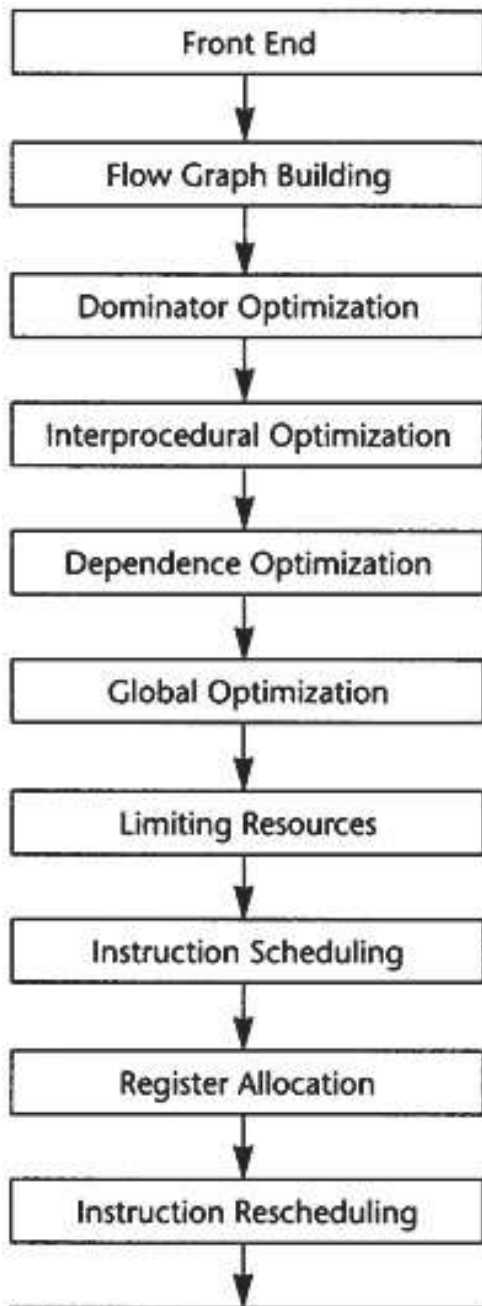 Front End
Flow Graph Building
Dominator Optimization
Interprocedural Optimization
Dependence Optimization
Global Optimization
Limiting Resources
Instruction Scheduling
Register Allocation
Instruction Rescheduling